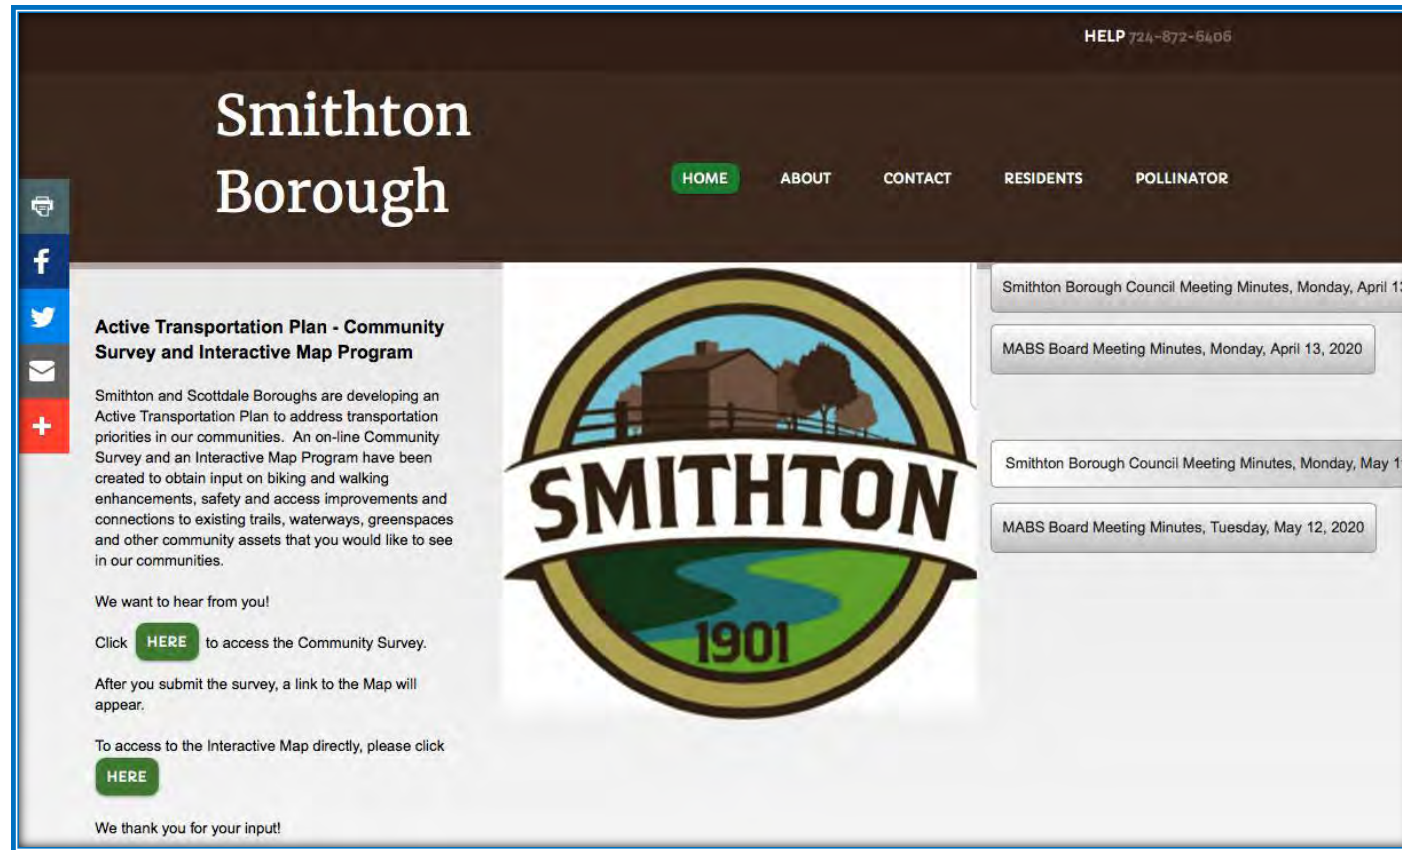 HELP 724-872-6406
Smithton
Borough
HOME ABOUT CONTACT RESIDENTS POLLINATOR
Active Transportation Plan - Community
Survey and Interactive Map Program
Smithton and Scottdale Boroughs are developing an
Active Transportation Plan to address transportation
priorities in our communities.  An on-line Community
Survey and an Interactive Map Program have been
created to obtain input on biking and walking
enhancements, safety and access improvements and
connections to existing trails, waterways, greenspaces
and other community assets that you would like to see
in our communities.
We want to hear from you!
Click HERE to access the Community Survey.
After you submit the survey, a link to the Map will
appear.
To access to the Interactive Map directly, please click
HERE
We thank you for your input!
SMITHTON
1901
Smithton Borough Council Meeting Minutes, Monday, April 13
MABS Board Meeting Minutes, Monday, April 13, 2020
Smithton Borough Council Meeting Minutes, Monday, May 1
MABS Board Meeting Minutes, Tuesday, May 12, 2020